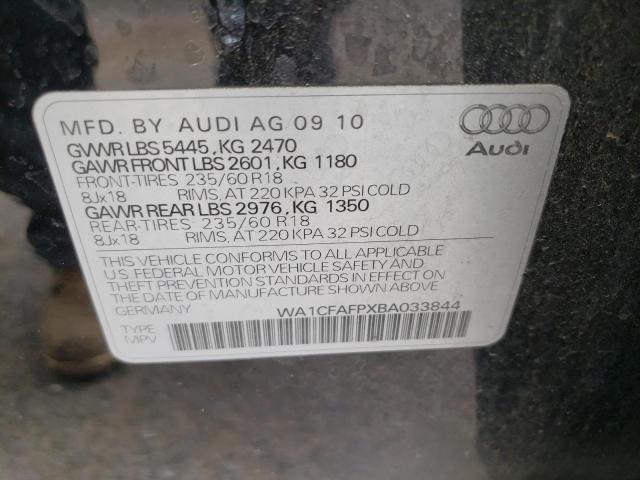 MFD. BY AUDI AG 09 10
GVWR LBS 5445, KG 2470
GAWR FRONT LBS 2601, KG 1180
FRONT-TIRES 235/60 R18
8Jx18 RIMS, AT 220 KPA 32 PSI COLD
GAWR REAR LBS 2976, KG 1350
REAR-TIRES 235/60 R18
8Jx18 RIMS, AT 220 KPA 32 PSI COLD
THIS VEHICLE CONFORMS TO ALL APPLICABLE
U.S FEDERAL MOTOR VEHICLE SAFETY AND
THEFT PREVENTION STANDARDS IN EFFECT ON
DATE OF MANUFACTURE SHOWN ABOVE
GERMANY
WA1CFAFPXBA033844
TYPE:
MPV
Audi